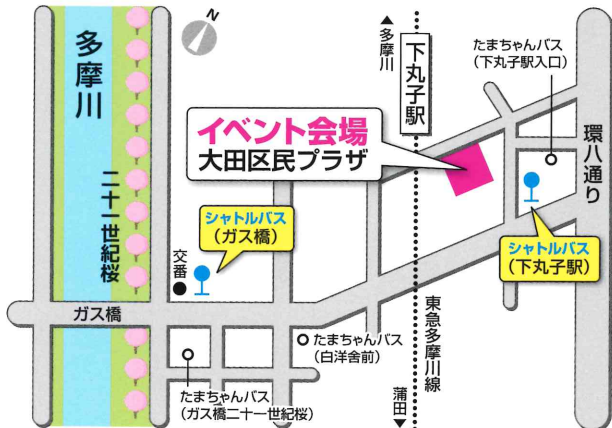 N
多摩川
二十一世紀桜
▲多摩川
下丸子駅
たまちゃんバス
(下丸子駅入口)
イベント会場
大田区民プラザ
環八通り
シャトルバス
(ガス橋)
シャトルバス
(下丸子駅)
交番
ガス橋
たまちゃんバス
(白洋舎前)
東急多摩川線
たまちゃんバス
(ガス橋二十一世紀桜)
蒲田▼